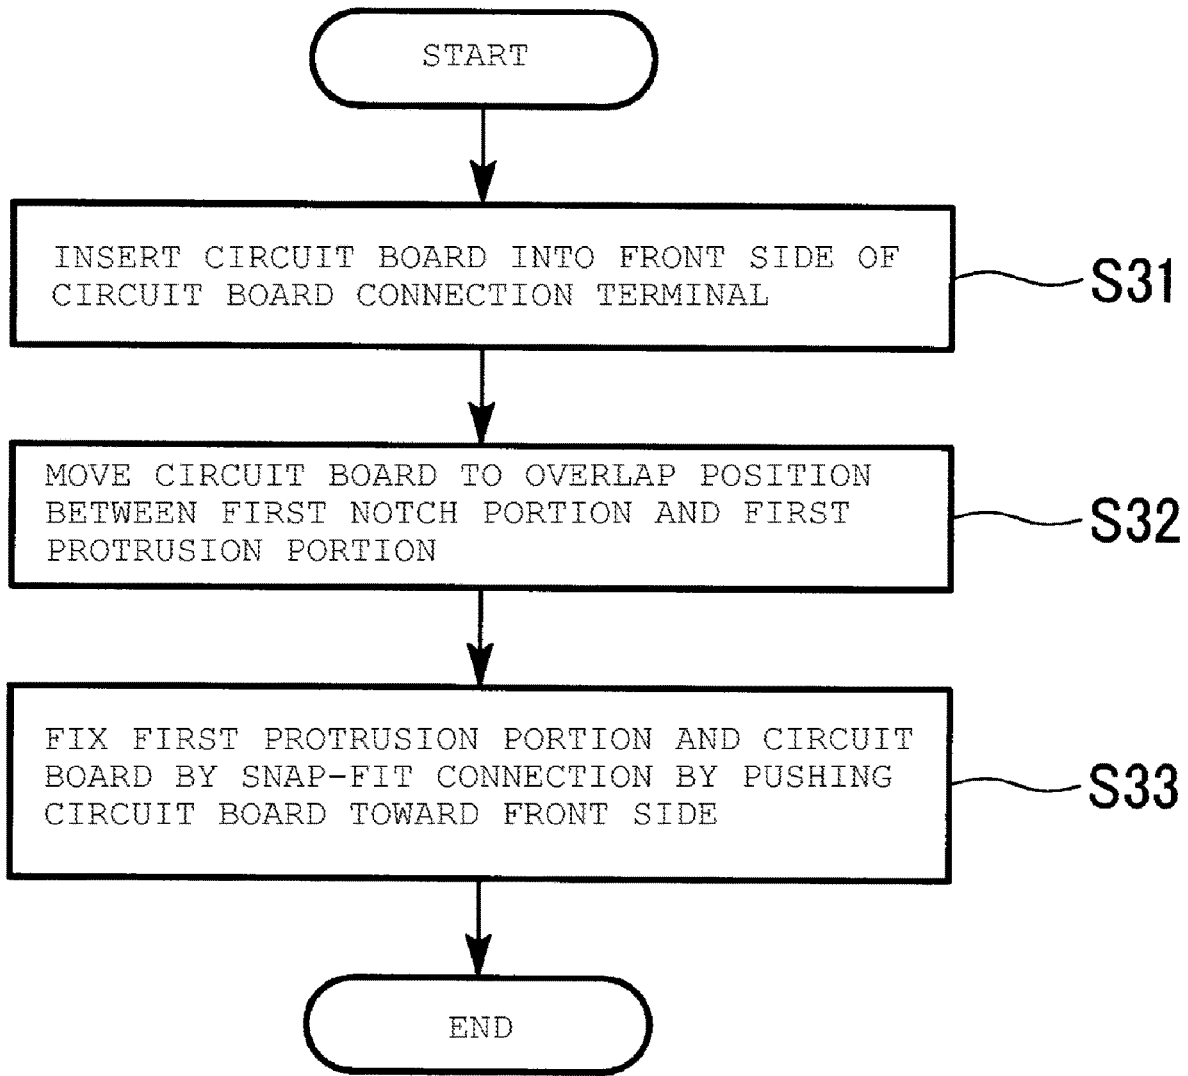 START
INSERT CIRCUIT BOARD INTO FRONT SIDE OF
CIRCUIT BOARD CONNECTION TERMINAL
S31
MOVE CIRCUIT BOARD TO OVERLAP POSITION
BETWEEN FIRST NOTCH PORTION AND FIRST
PROTRUSION PORTION
S32
FIX FIRST PROTRUSION PORTION AND CIRCUIT
BOARD BY SNAP-FIT CONNECTION BY PUSHING
CIRCUIT BOARD TOWARD FRONT SIDE
S33
END